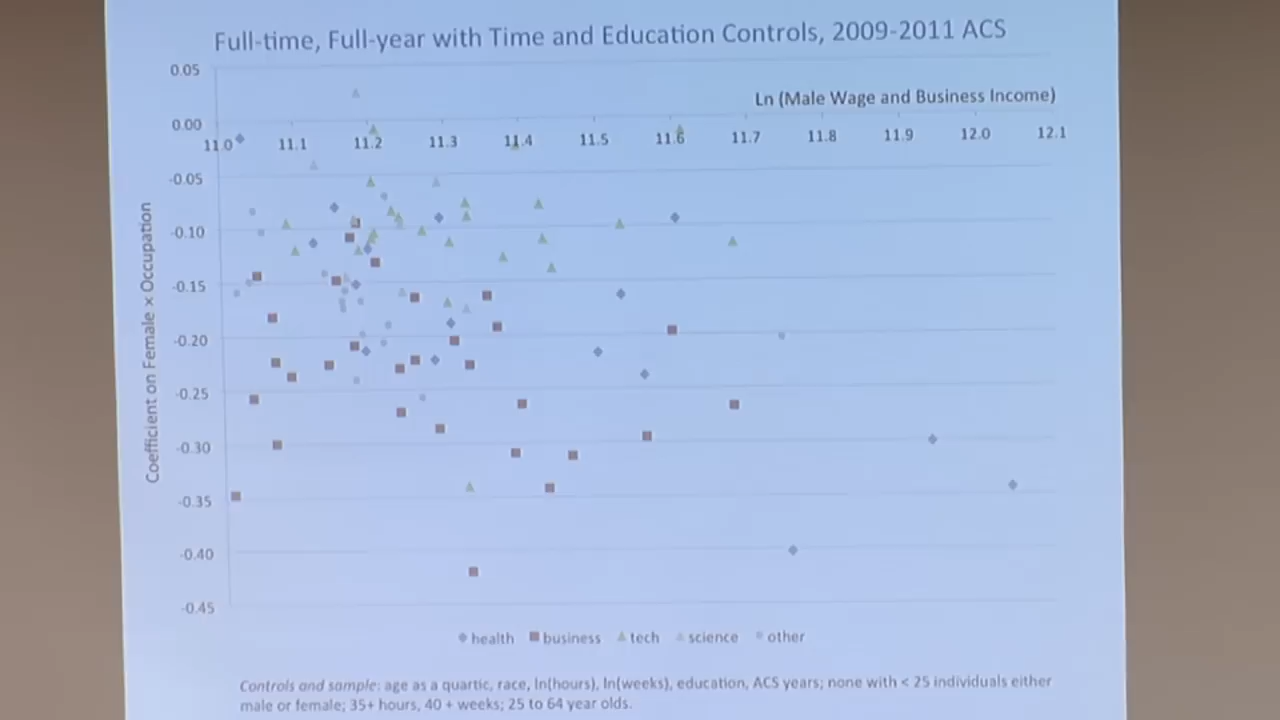 Full-time, Full-year with Time and Education Controls, 2009-2011 ACS
0.05
Ln (Male Wage and Business Income)
0.00
11.0 11.1 11.2 11.3 11.4 11.5 11.6 11.7 11.8 11.9 12.0 12.1
-0.05
-0.10
-0.15
-0.20
-0.25
-0.30
-0.35
-0.40
-0.45
Coefficient on Female × Occupation
health business tech science other
Controls and sample: age as a quartic, race, ln(hours), ln(weeks), education, ACS years; none with < 25 individuals either
male or female; 35+ hours, 40 + weeks; 25 to 64 year olds.